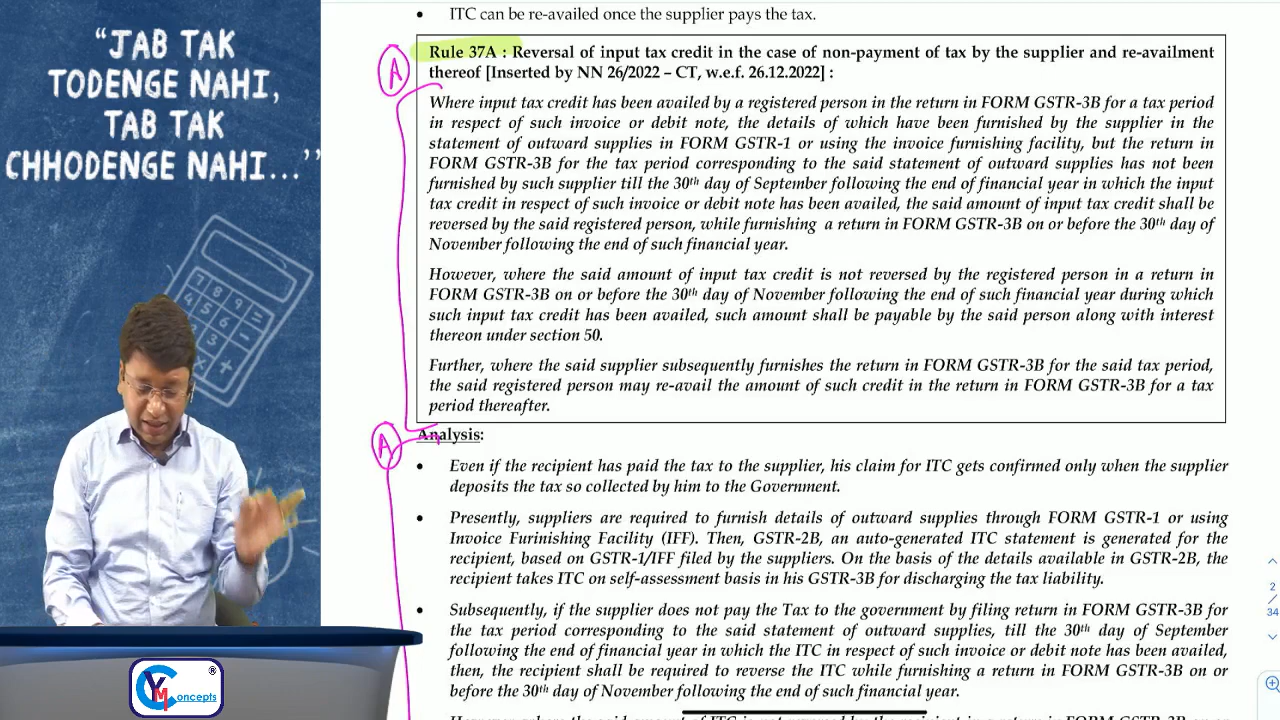 “JAB TAK
TODENGE NAHI,
TAB TAK
CHHODENGE NAHI...’’
• ITC can be re-availed once the supplier pays the tax.
A
Rule 37A : Reversal of input tax credit in the case of non-payment of tax by the supplier and re-availment
thereof [Inserted by NN 26/2022 – CT, w.e.f. 26.12.2022] :
Where input tax credit has been availed by a registered person in the return in FORM GSTR-3B for a tax period
in respect of such invoice or debit note, the details of which have been furnished by the supplier in the
statement of outward supplies in FORM GSTR-1 or using the invoice furnishing facility, but the return in
FORM GSTR-3B for the tax period corresponding to the said statement of outward supplies has not been
furnished by such supplier till the 30th day of September following the end of financial year in which the input
tax credit in respect of such invoice or debit note has been availed, the said amount of input tax credit shall be
reversed by the said registered person, while furnishing a return in FORM GSTR-3B on or before the 30th day of
November following the end of such financial year.
However, where the said amount of input tax credit is not reversed by the registered person in a return in
FORM GSTR-3B on or before the 30th day of November following the end of such financial year during which
such input tax credit has been availed, such amount shall be payable by the said person along with interest
thereon under section 50.
Further, where the said supplier subsequently furnishes the return in FORM GSTR-3B for the said tax period,
the said registered person may re-avail the amount of such credit in the return in FORM GSTR-3B for a tax
period thereafter.
A
Analysis:
• Even if the recipient has paid the tax to the supplier, his claim for ITC gets confirmed only when the supplier
deposits the tax so collected by him to the Government.
• Presently, suppliers are required to furnish details of outward supplies through FORM GSTR-1 or using
Invoice Furinishing Facility (IFF). Then, GSTR-2B, an auto-generated ITC statement is generated for the
recipient, based on GSTR-1/IFF filed by the suppliers. On the basis of the details available in GSTR-2B, the
recipient takes ITC on self-assessment basis in his GSTR-3B for discharging the tax liability.
• Subsequently, if the supplier does not pay the Tax to the government by filing return in FORM GSTR-3B for
the tax period corresponding to the said statement of outward supplies, till the 30th day of September
following the end of financial year in which the ITC in respect of such invoice or debit note has been availed,
then, the recipient shall be required to reverse the ITC while furnishing a return in FORM GSTR-3B on or
before the 30th day of November following the end of such financial year.
2
/
34
YM Concepts ®